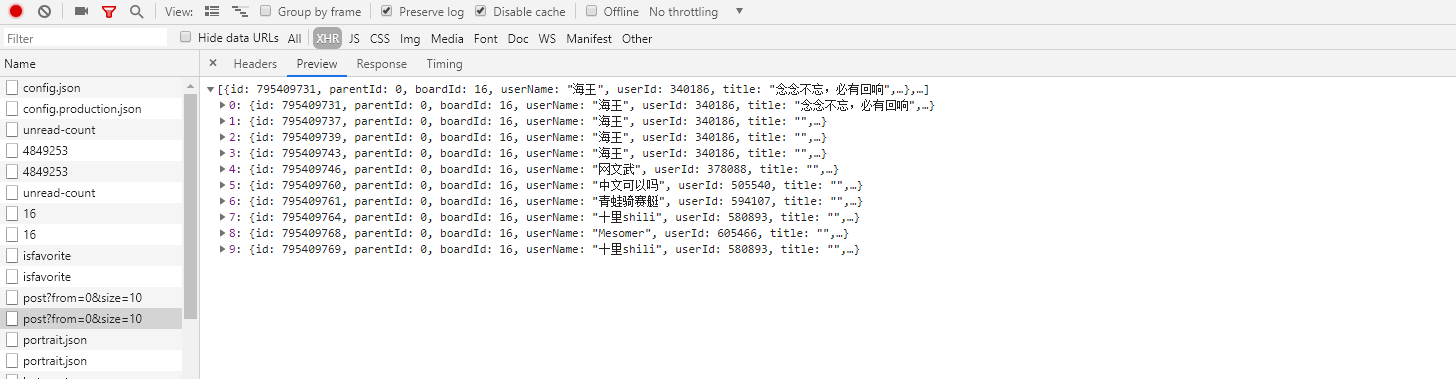 View: Group by frame Preserve log Disable cache Offline No throttling
Filter Hide data URLs All XHR JS CSS Img Media Font Doc WS Manifest Other
Name × Headers Preview Response Timing
config.json
config.production.json
unread-count
4849253
4849253
unread-count
16
16
isfavorite
isfavorite
post?from=0&size=10
post?from=0&size=10
portrait.json
portrait.json
[{id: 795409731, parentId: 0, boardId: 16, userName: "海王", userId: 340186, title: "念念不忘，必有回响",…},…]
0: {id: 795409731, parentId: 0, boardId: 16, userName: "海王", userId: 340186, title: "念念不忘，必有回响",…}
1: {id: 795409737, parentId: 0, boardId: 16, userName: "海王", userId: 340186, title: "",…}
2: {id: 795409739, parentId: 0, boardId: 16, userName: "海王", userId: 340186, title: "",…}
3: {id: 795409743, parentId: 0, boardId: 16, userName: "海王", userId: 340186, title: "",…}
4: {id: 795409746, parentId: 0, boardId: 16, userName: "网文武", userId: 378088, title: "",…}
5: {id: 795409760, parentId: 0, boardId: 16, userName: "中文可以吗", userId: 505540, title: "",…}
6: {id: 795409761, parentId: 0, boardId: 16, userName: "青蛙骑赛艇", userId: 594107, title: "",…}
7: {id: 795409764, parentId: 0, boardId: 16, userName: "十里shili", userId: 580893, title: "",…}
8: {id: 795409768, parentId: 0, boardId: 16, userName: "Mesomer", userId: 605466, title: "",…}
9: {id: 795409769, parentId: 0, boardId: 16, userName: "十里shili", userId: 580893, title: "",…}